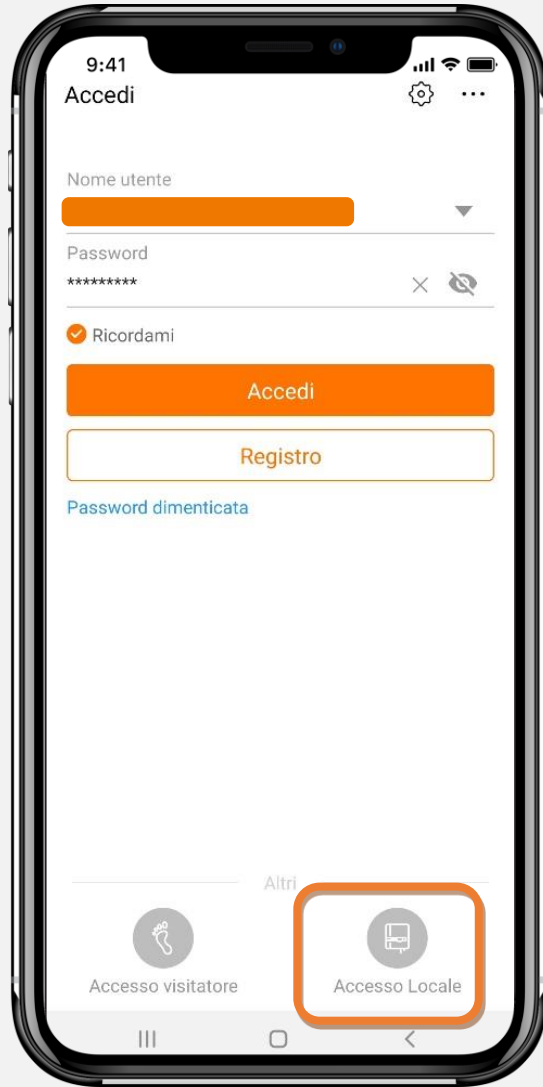 9:41
Accedi
Nome utente
Password
*********
Ricordami
Accedi
Registro
Password dimenticata
Altri
Accesso visitatore
Accesso Locale